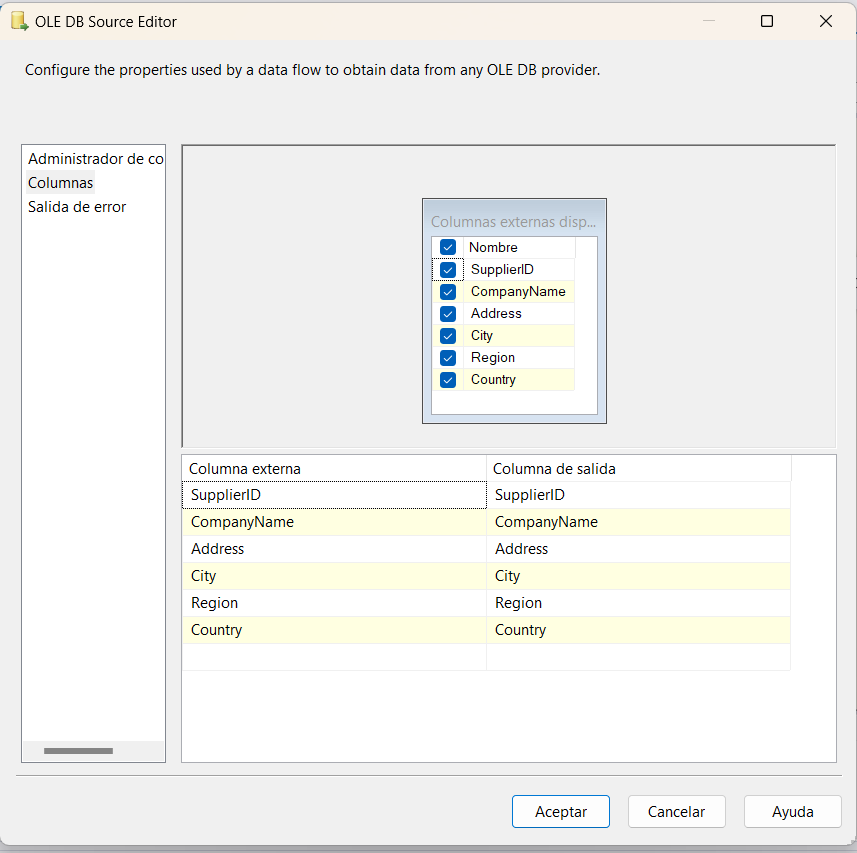 OLE DB Source Editor
Configure the properties used by a data flow to obtain data from any OLE DB provider.
Administrador de co
Columnas
Salida de error
Columnas externas disp...
Nombre
SupplierID
CompanyName
Address
City
Region
Country
Columna externa Columna de salida
SupplierID SupplierID
CompanyName CompanyName
Address Address
City City
Region Region
Country Country
Aceptar Cancelar Ayuda